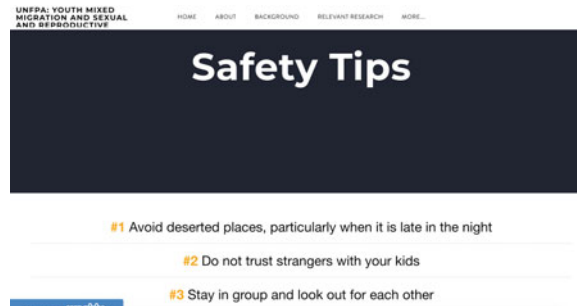 UNFPA: YOUTH MIXED
MIGRATION AND SEXUAL
AND REPRODUCTIVE
HOME ABOUT BACKGROUND RELEVANT RESEARCH MORE...
Safety Tips
#1 Avoid deserted places, particularly when it is late in the night
#2 Do not trust strangers with your kids
#3 Stay in group and look out for each other